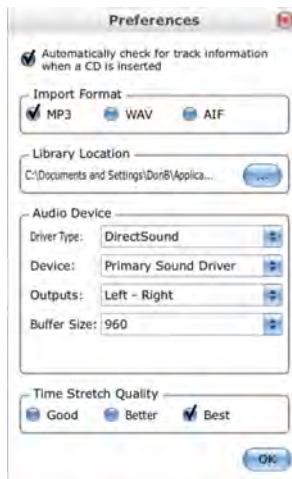 Preferences
Automatically check for track information
when a CD is inserted
Import Format
MP3 WAV AIF
Library Location
C:\Documents and Settings\DonB\Applica... ...
Audio Device
Driver Type: DirectSound
Device: Primary Sound Driver
Outputs: Left - Right
Buffer Size: 960
Time Stretch Quality
Good Better Best
OK